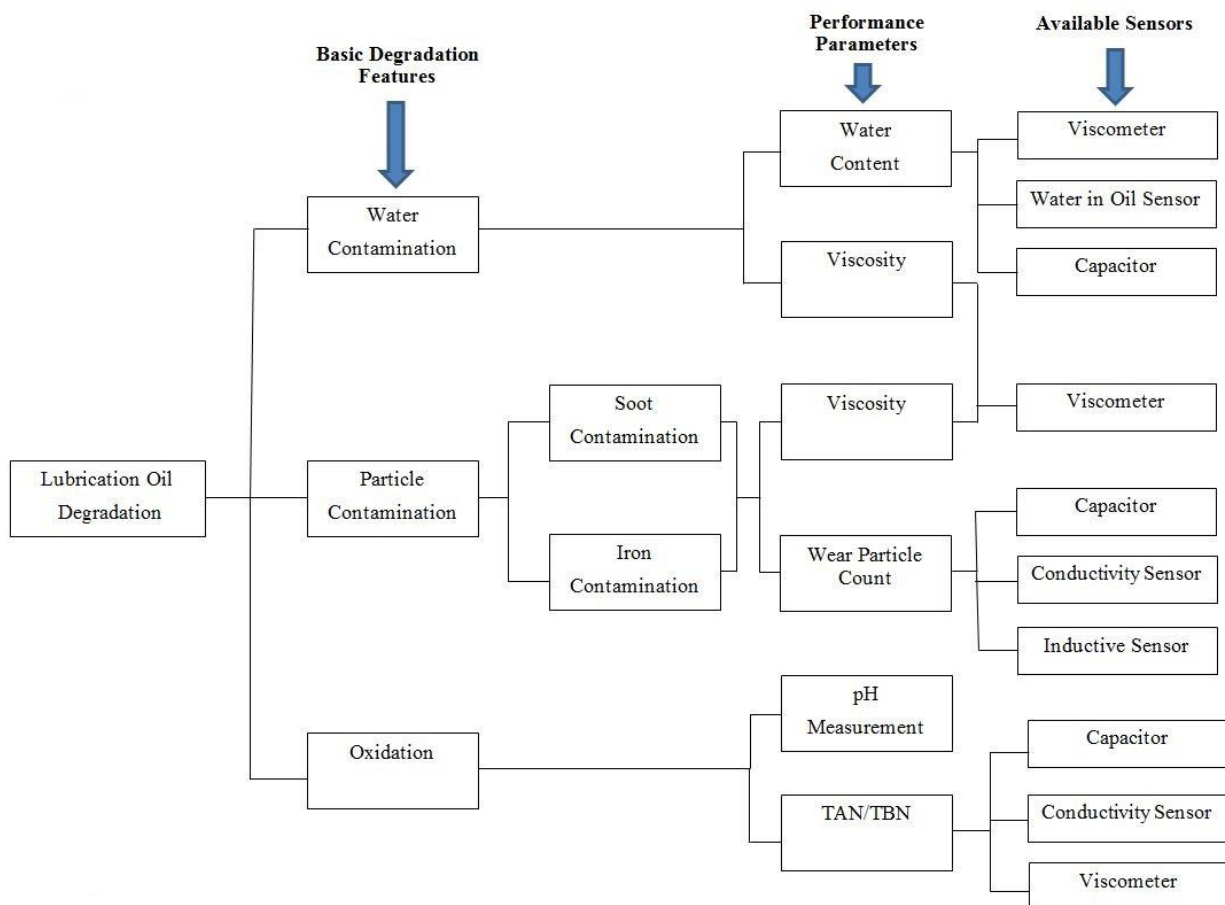 Basic Degradation
Features
Performance
Parameters
Available Sensors
Water
Contamination
Water
Content
Viscometer
Water in Oil Sensor
Capacitor
Viscosity
Lubrication Oil
Degradation
Particle
Contamination
Soot
Contamination
Iron
Contamination
Viscosity
Viscometer
Wear Particle
Count
Capacitor
Conductivity Sensor
Inductive Sensor
Oxidation
pH
Measurement
TAN/TBN
Capacitor
Conductivity Sensor
Viscometer